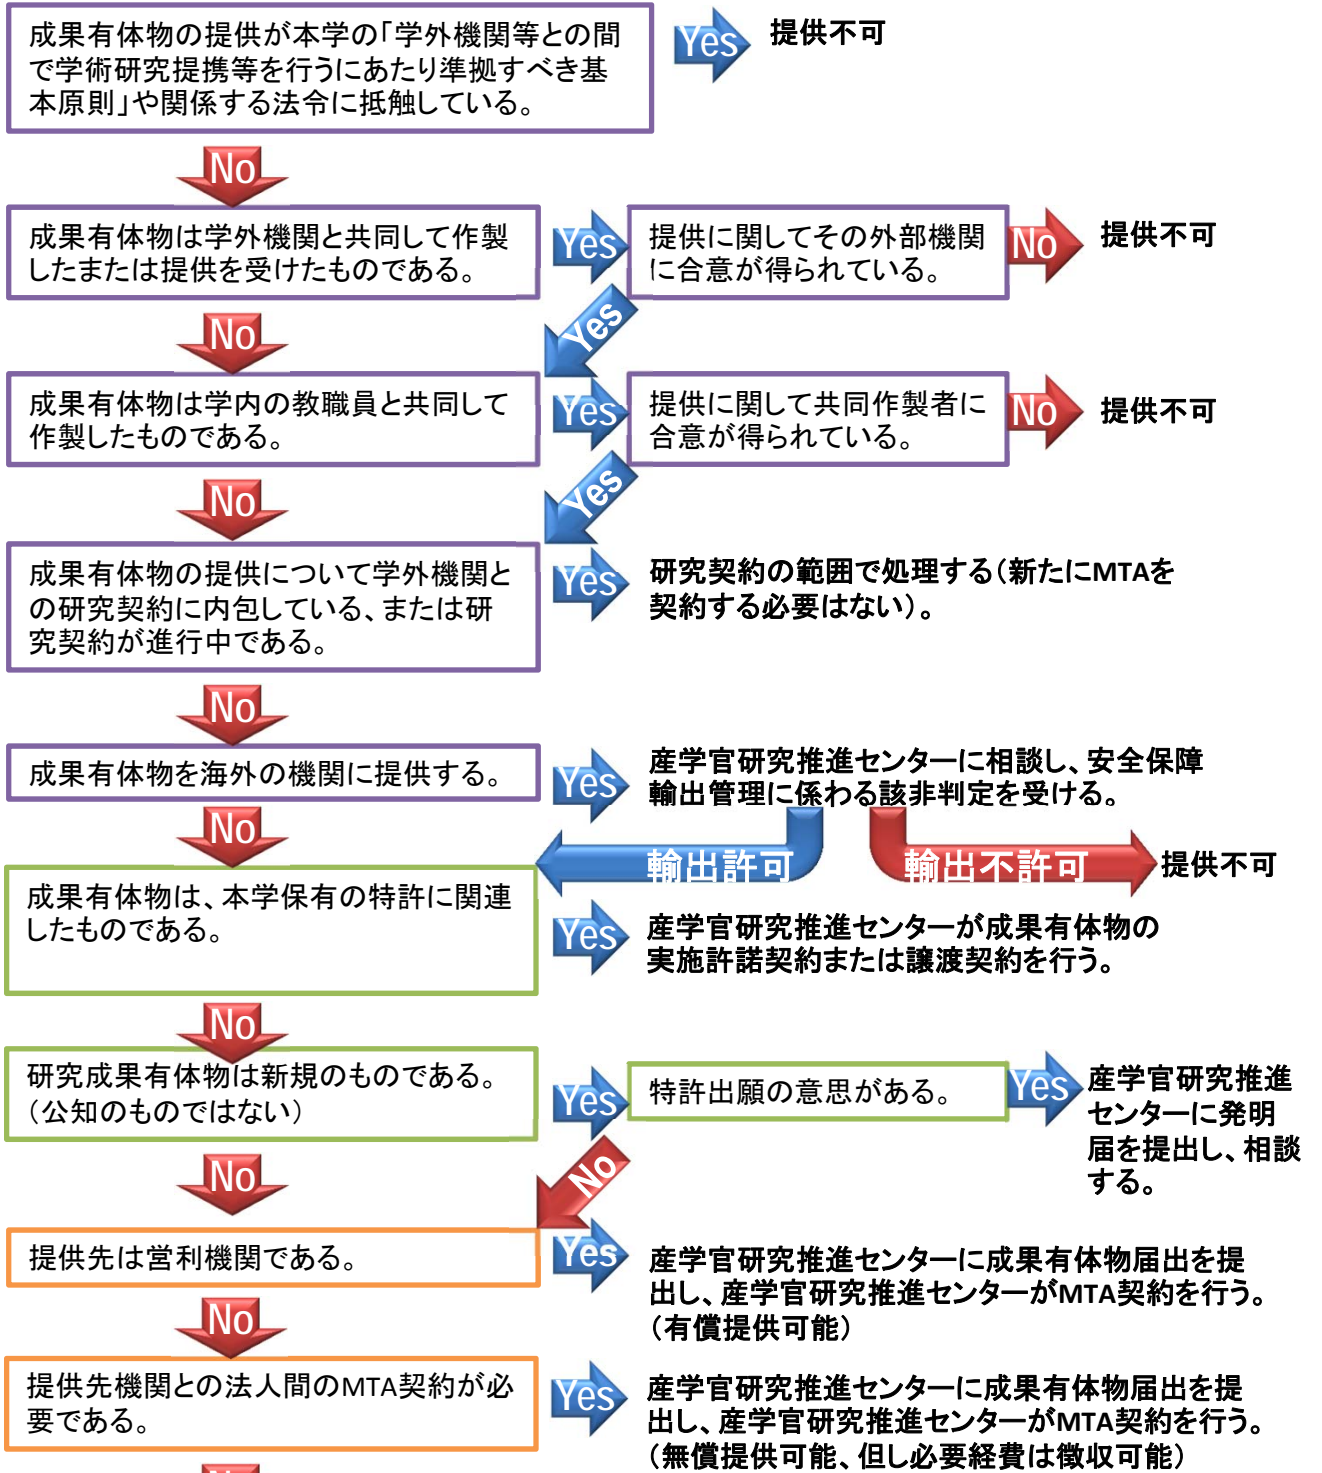 成果有体物の提供が本学の「学外機関等との間
で学術研究提携等を行うにあたり準拠すべき基
本原則」や関係する法令に抵触している。
Yes
提供不可
No
成果有体物は学外機関と共同して作製
したまたは提供を受けたものである。
Yes
提供に関してその外部機関
に合意が得られている。
No
提供不可
Yes
No
成果有体物は学内の教職員と共同して
作製したものである。
Yes
提供に関して共同作製者に
合意が得られている。
No
提供不可
Yes
No
成果有体物の提供について学外機関と
の研究契約に内包している、または研
究契約が進行中である。
Yes
研究契約の範囲で処理する(新たにMTAを
契約する必要はない)。
No
成果有体物を海外の機関に提供する。
Yes
産学官研究推進センターに相談し、安全保障
輸出管理に係わる該非判定を受ける。
No
輸出許可
輸出不許可
提供不可
成果有体物は、本学保有の特許に関連
したものである。
Yes
産学官研究推進センターが成果有体物の
実施許諾契約または譲渡契約を行う。
No
研究成果有体物は新規のものである。
(公知のものではない)
Yes
特許出願の意思がある。
Yes
産学官研究推進
センターに発明
届を提出し、相談
する。
No
No
提供先は営利機関である。
Yes
産学官研究推進センターに成果有体物届出を提
出し、産学官研究推進センターがMTA契約を行う。
(有償提供可能)
No
提供先機関との法人間のMTA契約が必
要である。
Yes
産学官研究推進センターに成果有体物届出を提
出し、産学官研究推進センターがMTA契約を行う。
(無償提供可能、但し必要経費は徴収可能)